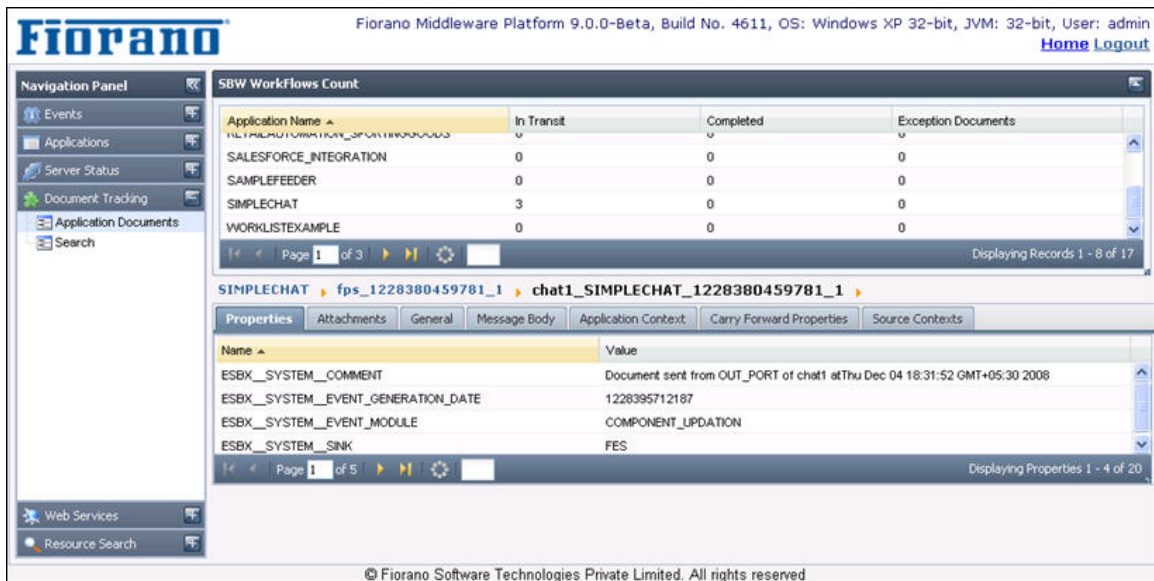 Fiorano
Fiorano Middleware Platform 9.0.0-Beta, Build No. 4611, OS: Windows XP 32-bit, JVM: 32-bit, User: admin
Home Logout
Navigation Panel
Events
Applications
Server Status
Document Tracking
Application Documents
Search
Web Services
Resource Search
SBW WorkFlows Count
Application Name In Transit Completed Exception Documents
RETAILAUTOMATION_SPORTINGGOODS 0 0 0
SALESFORCE_INTEGRATION 0 0 0
SAMPLEFEEDER 0 0 0
SIMPLECHAT 3 0 0
WORKLISTEXAMPLE 0 0 0
Page 1 of 3 Displaying Records 1 - 8 of 17
SIMPLECHAT fps_1228380459781_1 chat1_SIMPLECHAT_1228380459781_1
Properties Attachments General Message Body Application Context Carry Forward Properties Source Contexts
Name Value
ESBX__SYSTEM__COMMENT Document sent from OUT_PORT of chat1 atThu Dec 04 18:31:52 GMT+05:30 2008
ESBX__SYSTEM__EVENT_GENERATION_DATE 1228395712187
ESBX__SYSTEM__EVENT_MODULE COMPONENT_UPDATION
ESBX__SYSTEM__SINK FES
Page 1 of 5 Displaying Properties 1 - 4 of 20
© Fiorano Software Technologies Private Limited. All rights reserved